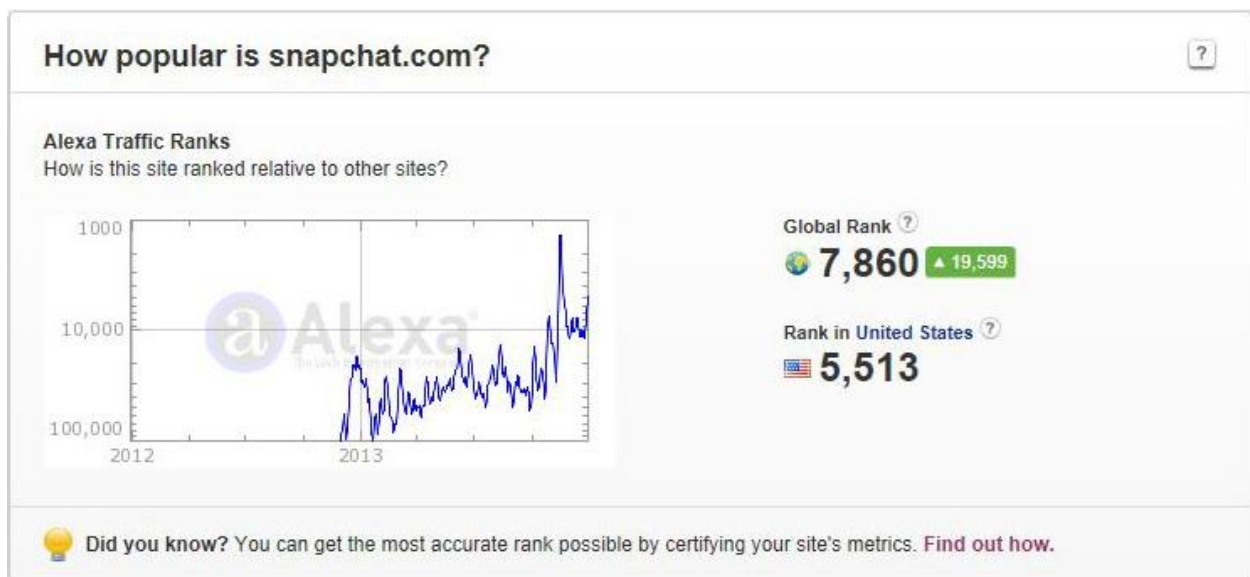 How popular is snapchat.com?
?
Alexa Traffic Ranks
How is this site ranked relative to other sites?
1000
10,000
100,000
2012
2013
a Alexa
Global Rank ?
7,860 ▲ 19,599
Rank in United States ?
5,513
Did you know? You can get the most accurate rank possible by certifying your site's metrics. Find out how.